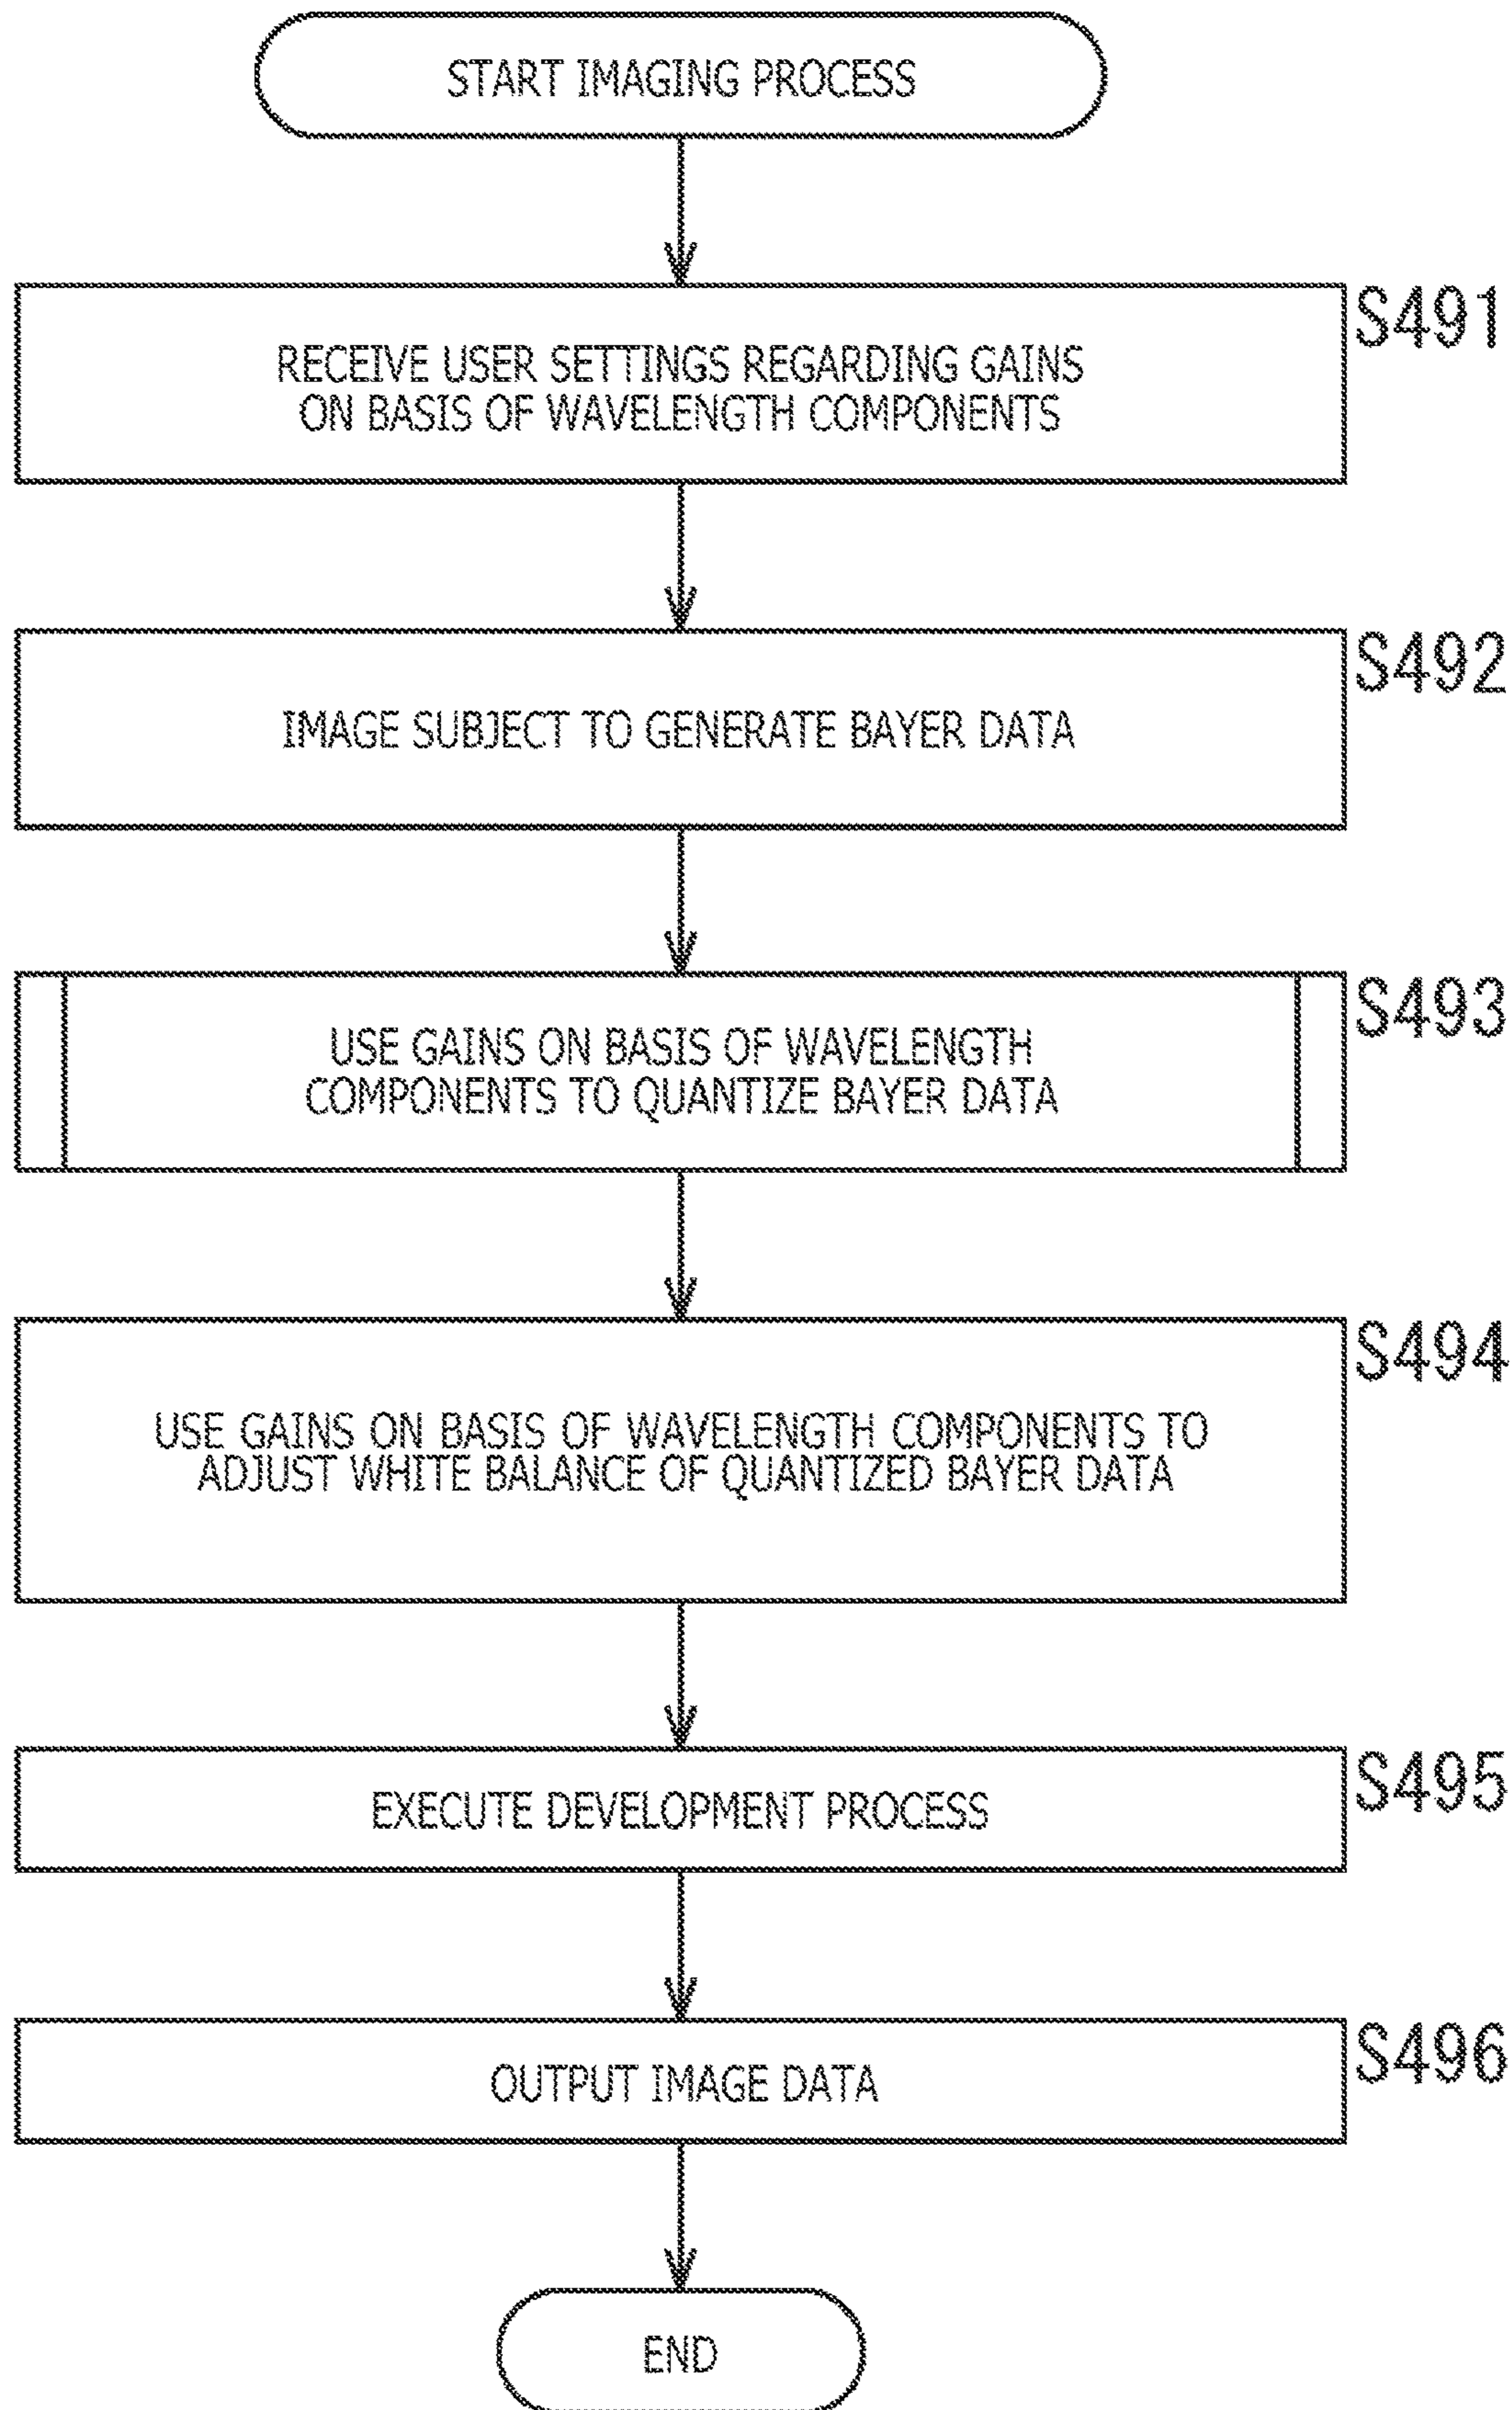 START IMAGING PROCESS
S491
RECEIVE USER SETTINGS REGARDING GAINS
ON BASIS OF WAVELENGTH COMPONENTS
S492
IMAGE SUBJECT TO GENERATE BAYER DATA
S493
USE GAINS ON BASIS OF WAVELENGTH
COMPONENTS TO QUANTIZE BAYER DATA
S494
USE GAINS ON BASIS OF WAVELENGTH COMPONENTS TO
ADJUST WHITE BALANCE OF QUANTIZED BAYER DATA
S495
EXECUTE DEVELOPMENT PROCESS
S496
OUTPUT IMAGE DATA
END